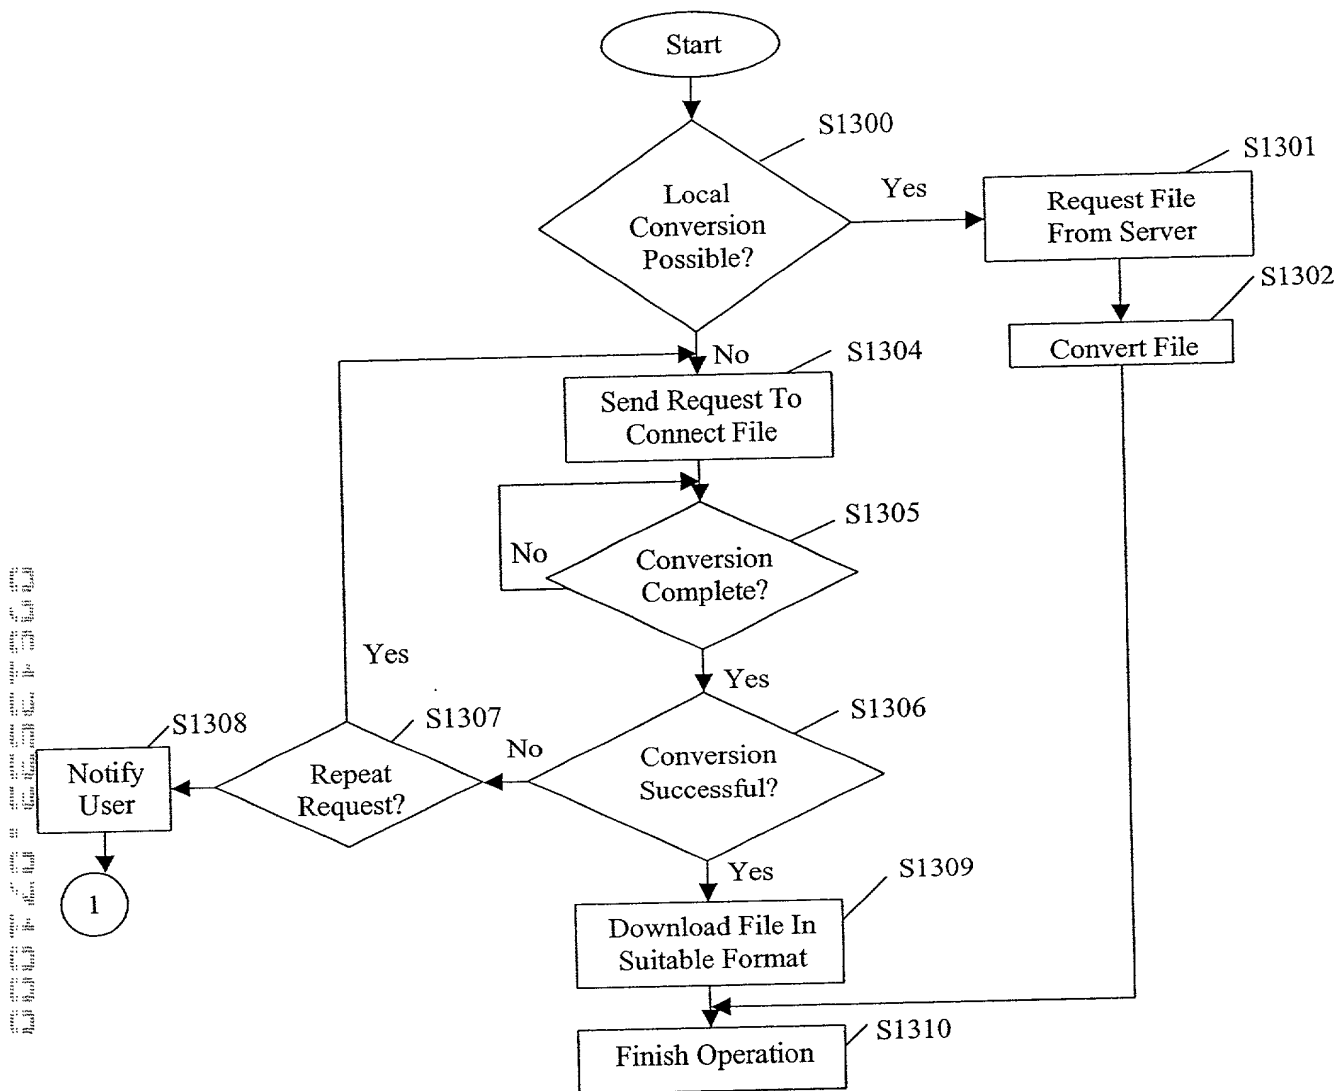 Start
S1300
Local
Conversion
Possible?
Yes
S1301
Request File
From Server
S1302
Convert File
No
S1304
Send Request To
Connect File
S1305
No
Conversion
Complete?
Yes
Yes
S1306
Conversion
Successful?
No
S1307
Repeat
Request?
S1308
Notify
User
1
Yes
S1309
Download File In
Suitable Format
S1310
Finish Operation